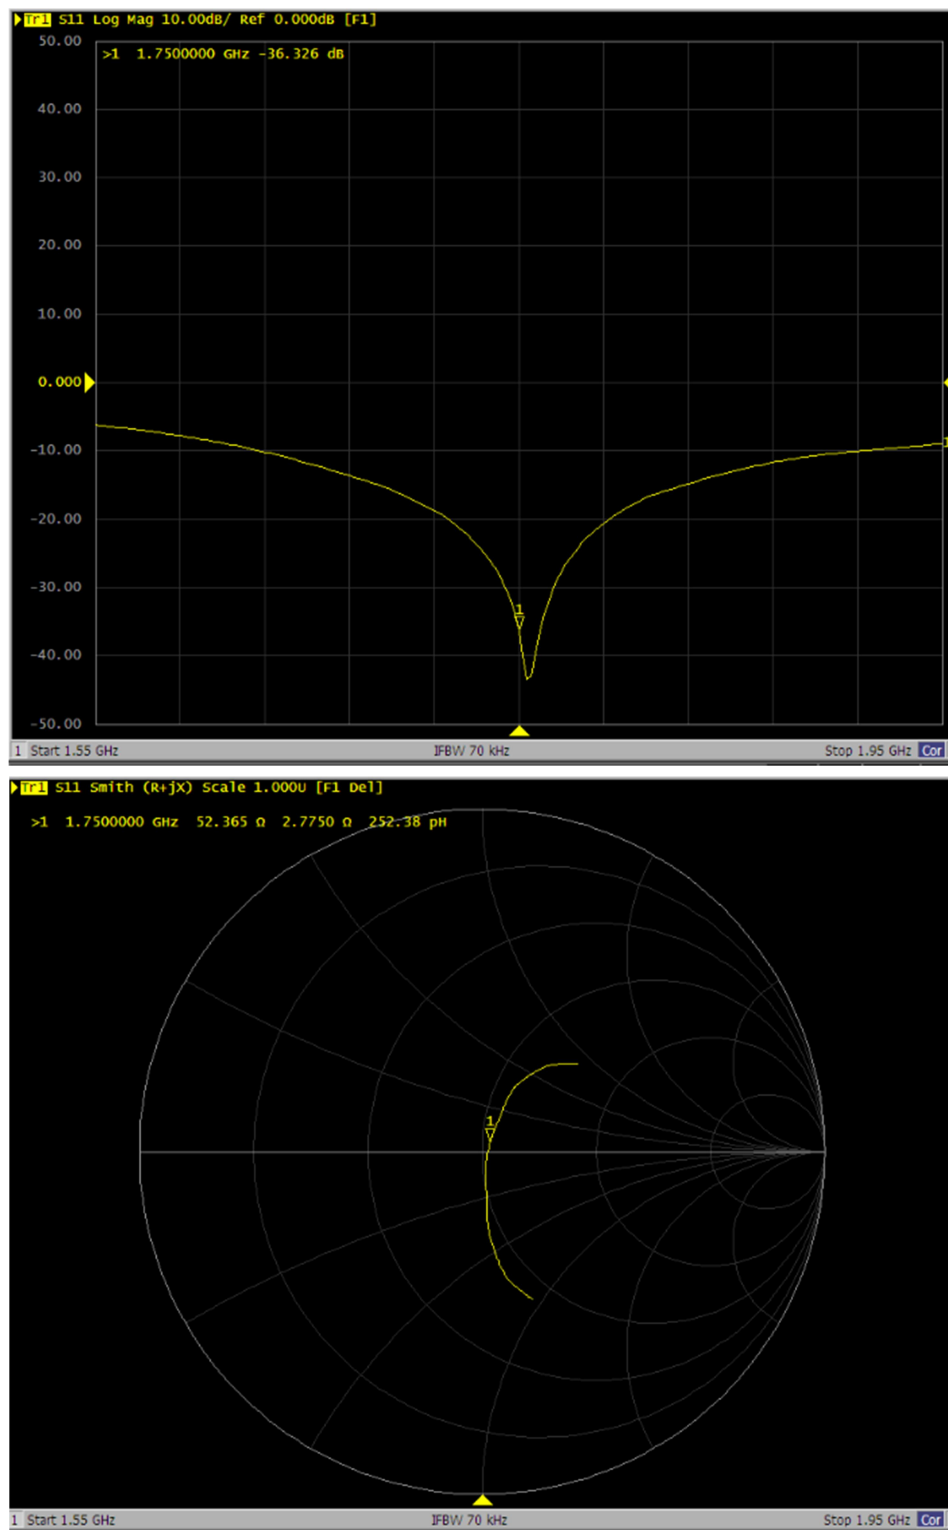 Tr1 S11 Log Mag 10.00dB/ Ref 0.000dB [F1]
50.00
>1 1.7500000 GHz -36.326 dB
40.00
30.00
20.00
10.00
0.000
-10.00
1
-20.00
-30.00
1
-40.00
-50.00
1 Start 1.55 GHz IFBW 70 kHz Stop 1.95 GHz Cor
Tr1 S11 Smith (R+jX) Scale 1.000U [F1 Del]
>1 1.7500000 GHz 52.365 Ω 2.7750 Ω 252.38 pH
1
1 Start 1.55 GHz IFBW 70 kHz Stop 1.95 GHz Cor